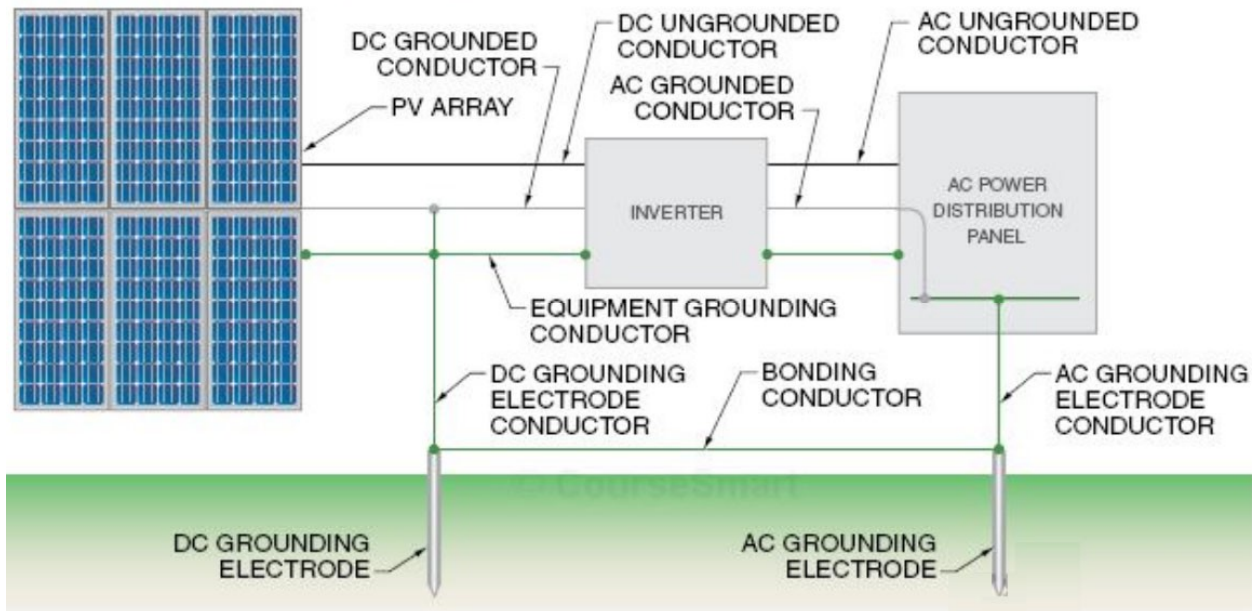 DC GROUNDED
CONDUCTOR
DC UNGROUNDED
CONDUCTOR
AC UNGROUNDED
CONDUCTOR
AC GROUNDED
CONDUCTOR
PV ARRAY
INVERTER
AC POWER
DISTRIBUTION
PANEL
EQUIPMENT GROUNDING
CONDUCTOR
DC GROUNDING
ELECTRODE
CONDUCTOR
BONDING
CONDUCTOR
AC GROUNDING
ELECTRODE
CONDUCTOR
© CourseSmart
DC GROUNDING
ELECTRODE
AC GROUNDING
ELECTRODE